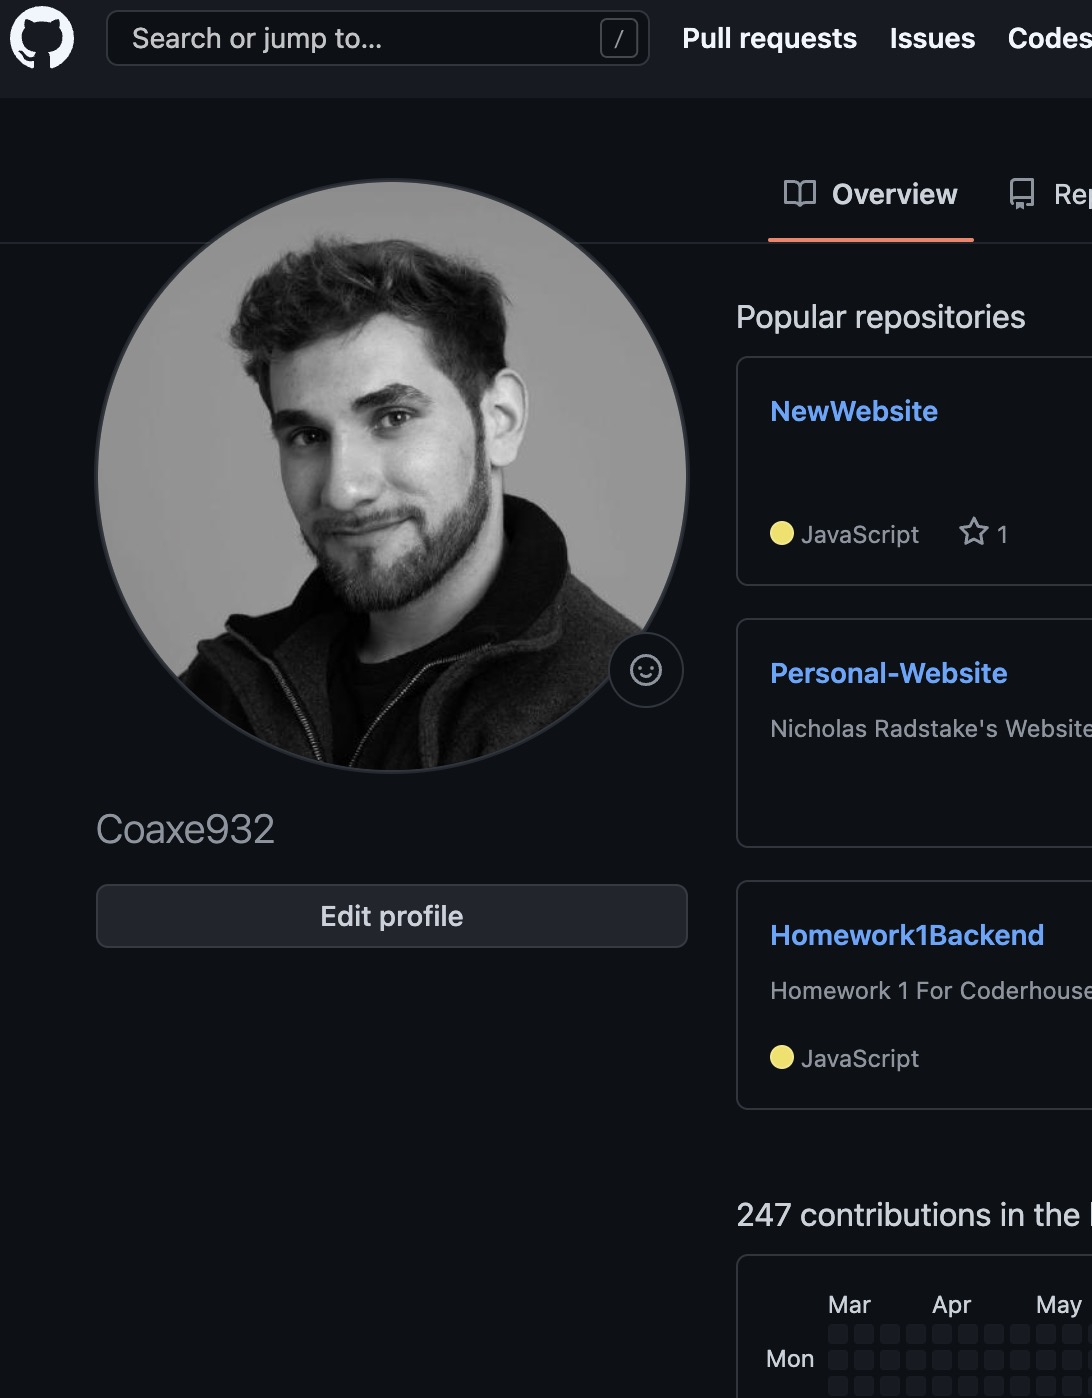 Search or jump to... /
Pull requests Issues Codes
Overview Rep
Popular repositories
NewWebsite
JavaScript 1
Personal-Website
Nicholas Radstake's Website
Homework1Backend
Homework 1 For Coderhouse
JavaScript
Coaxe932
Edit profile
247 contributions in the
Mar Apr May
Mon